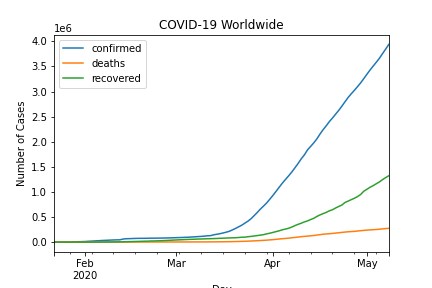 COVID-19 Worldwide
1e6
confirmed
deaths
recovered
Number of Cases
4.0
3.5
3.0
2.5
2.0
1.5
1.0
0.5
0.0
Feb
2020
Mar
Apr
May